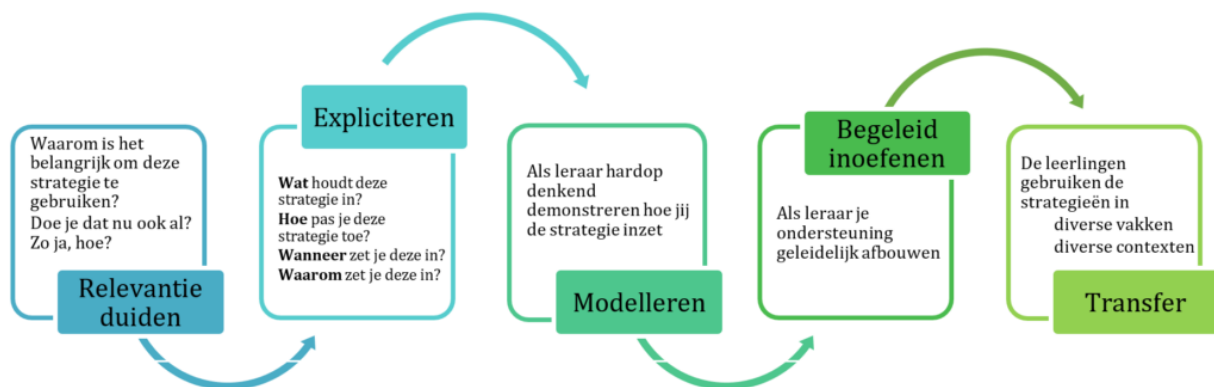 Waarom is het
belangrijk om deze
strategie te
gebruiken?
Doe je dat nu ook al?
Zo ja, hoe?
Relevantie
duiden
Expliciteren
Wat houdt deze
strategie in?
Hoe pas je deze
strategie toe?
Wanneer zet je deze in?
Waarom zet je deze in?
Als leraar hardop
denkend
demonstreren hoe jij
de strategie inzet
Modelleren
Begeleid
inoefenen
Als leraar je
ondersteuning
geleidelijk afbouwen
De leerlingen
gebruiken de
strategieën in
diverse vakken
diverse contexten
Transfer